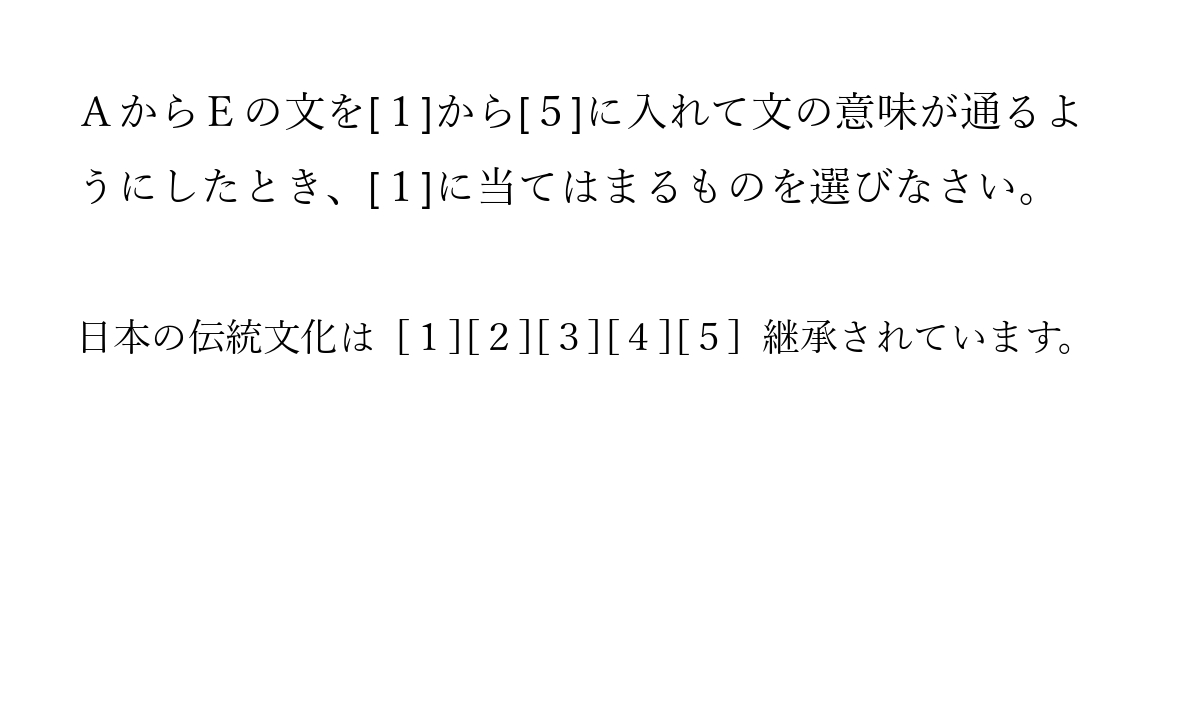 ＡからＥの文を[１]から[５]に入れて文の意味が通るよ
うにしたとき、[１]に当てはまるものを選びなさい。
日本の伝統文化は［１][２][３][４][５］継承されています。